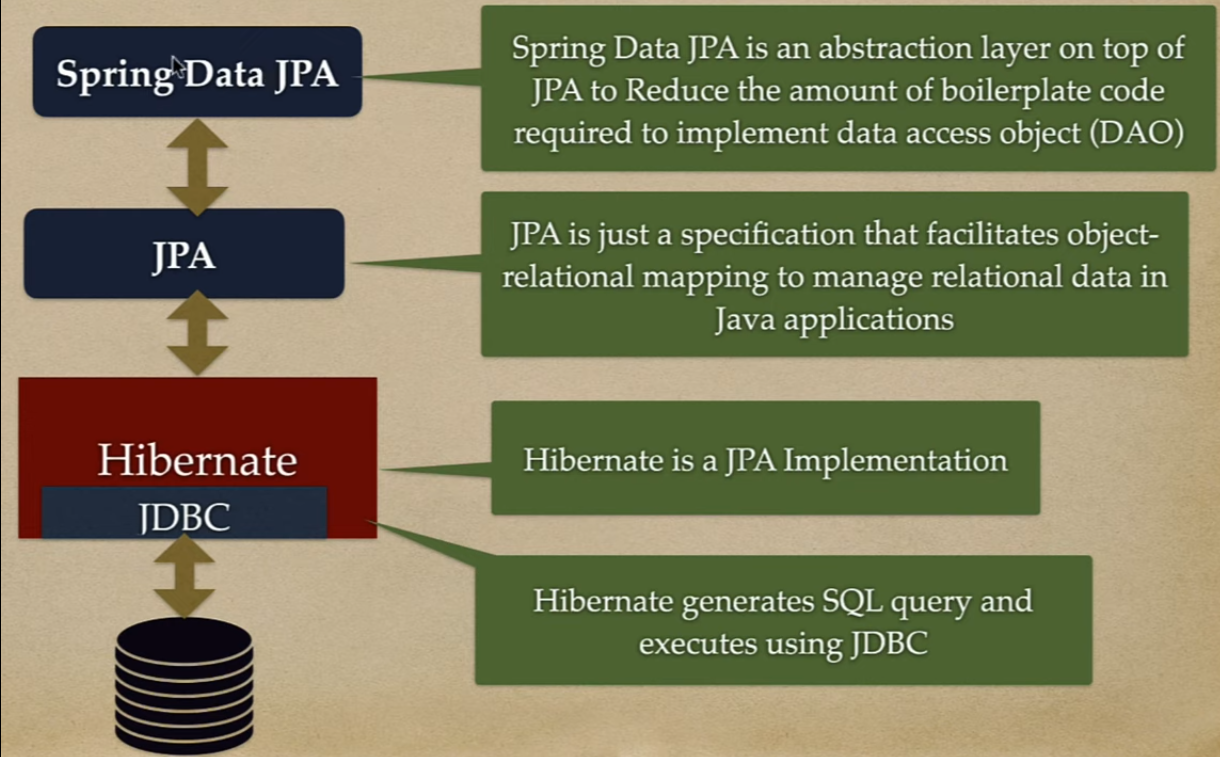 Spring Data JPA
Spring Data JPA is an abstraction layer on top of
JPA to Reduce the amount of boilerplate code
required to implement data access object (DAO)
JPA
JPA is just a specification that facilitates object-
relational mapping to manage relational data in
Java applications
Hibernate
Hibernate is a JPA Implementation
JDBC
Hibernate generates SQL query and
executes using JDBC